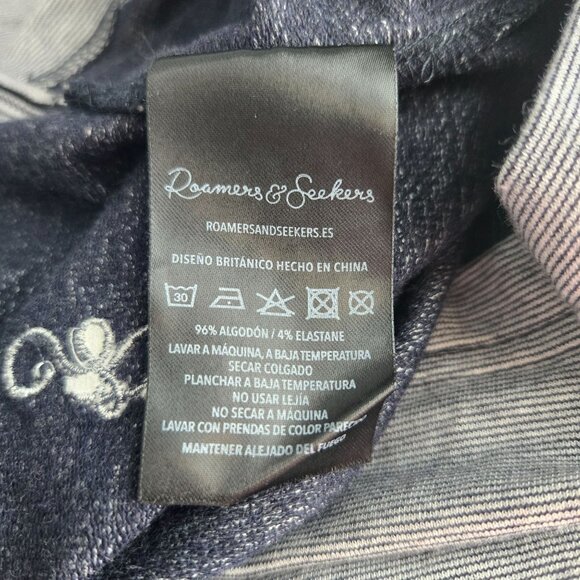 Roamers & Seekers
ROAMERSANDSEEKERS.ES
DISEÑO BRITÁNICO HECHO EN CHINA
30
96% ALGODÓN / 4% ELASTANE
LAVAR A MÁQUINA, A BAJA TEMPERATURA
SECAR COLGADO
PLANCHAR A BAJA TEMPERATURA
NO USAR LEJÍA
NO SECAR A MÁQUINA
LAVAR CON PRENDAS DE COLOR PARECIDO
MANTENER ALEJADO DEL FUEGO